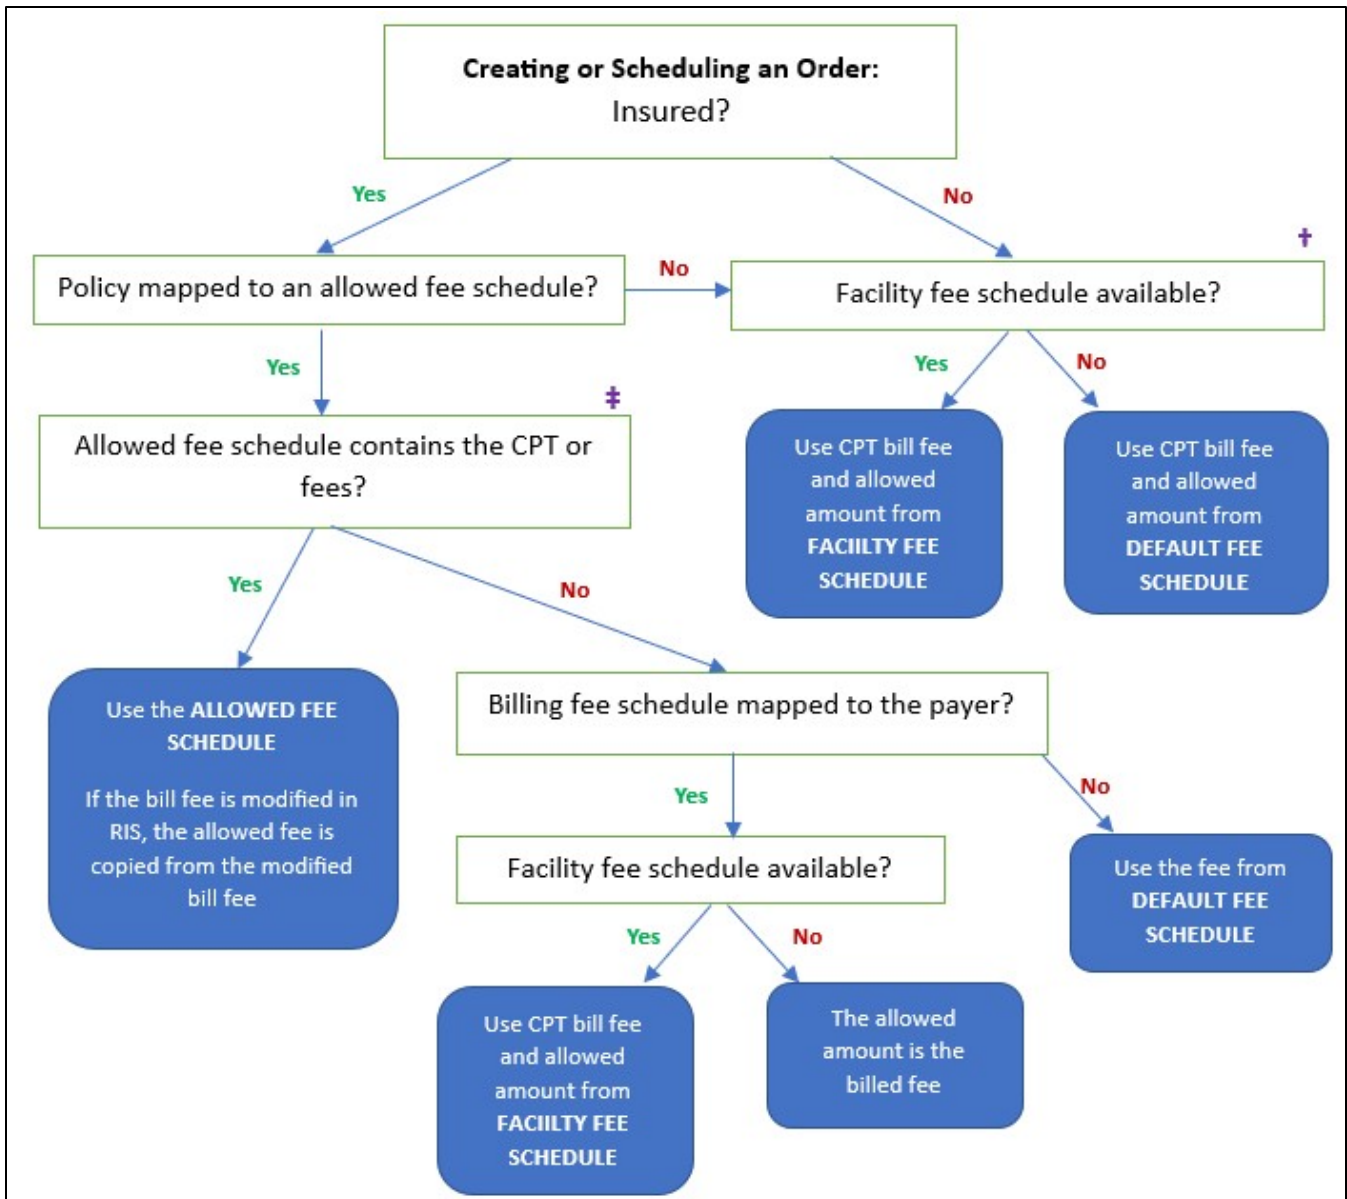 Creating or Scheduling an Order:
Insured?
Yes
No
†
Policy mapped to an allowed fee schedule?
No
Facility fee schedule available?
Yes
Yes
No
‡
Allowed fee schedule contains the CPT or
fees?
Use CPT bill fee
and allowed
amount from
FACIILTY FEE
SCHEDULE
Use CPT bill fee
and allowed
amount from
DEFAULT FEE
SCHEDULE
Yes
No
Use the ALLOWED FEE
SCHEDULE
If the bill fee is modified in
RIS, the allowed fee is
copied from the modified
bill fee
Billing fee schedule mapped to the payer?
Yes
No
Facility fee schedule available?
Use the fee from
DEFAULT FEE
SCHEDULE
Yes
No
Use CPT bill fee
and allowed
amount from
FACIILTY FEE
SCHEDULE
The allowed
amount is the
billed fee